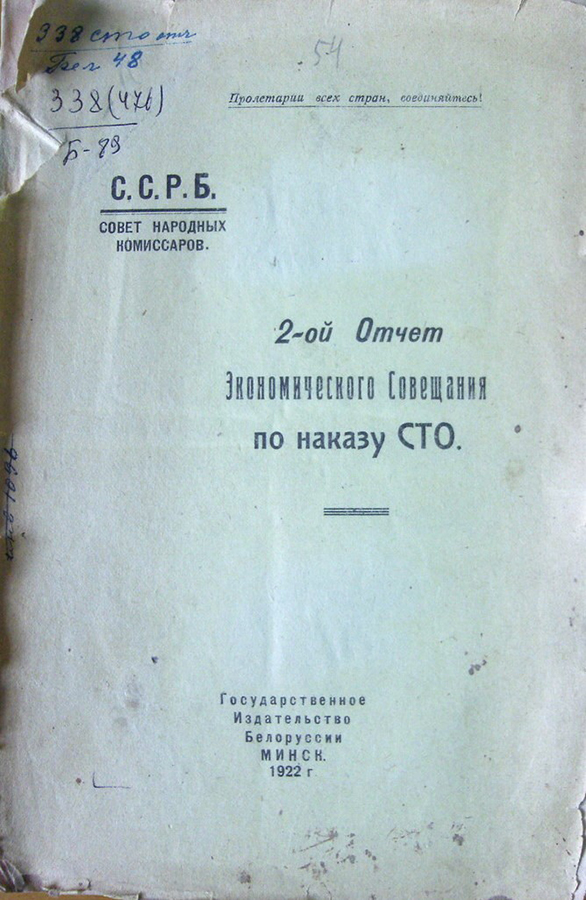 338 сто отч
Бел 48
54
338(476)
Б-89
Пролетарии всех стран, соединяйтесь!
С. С. Р. Б.
СОВЕТ НАРОДНЫХ
КОМИССАРОВ.
2-ой Отчет
Экономического Совещания
по наказу СТО.
Государственное
Издательство
Белоруссии
МИНСК.
1922 г